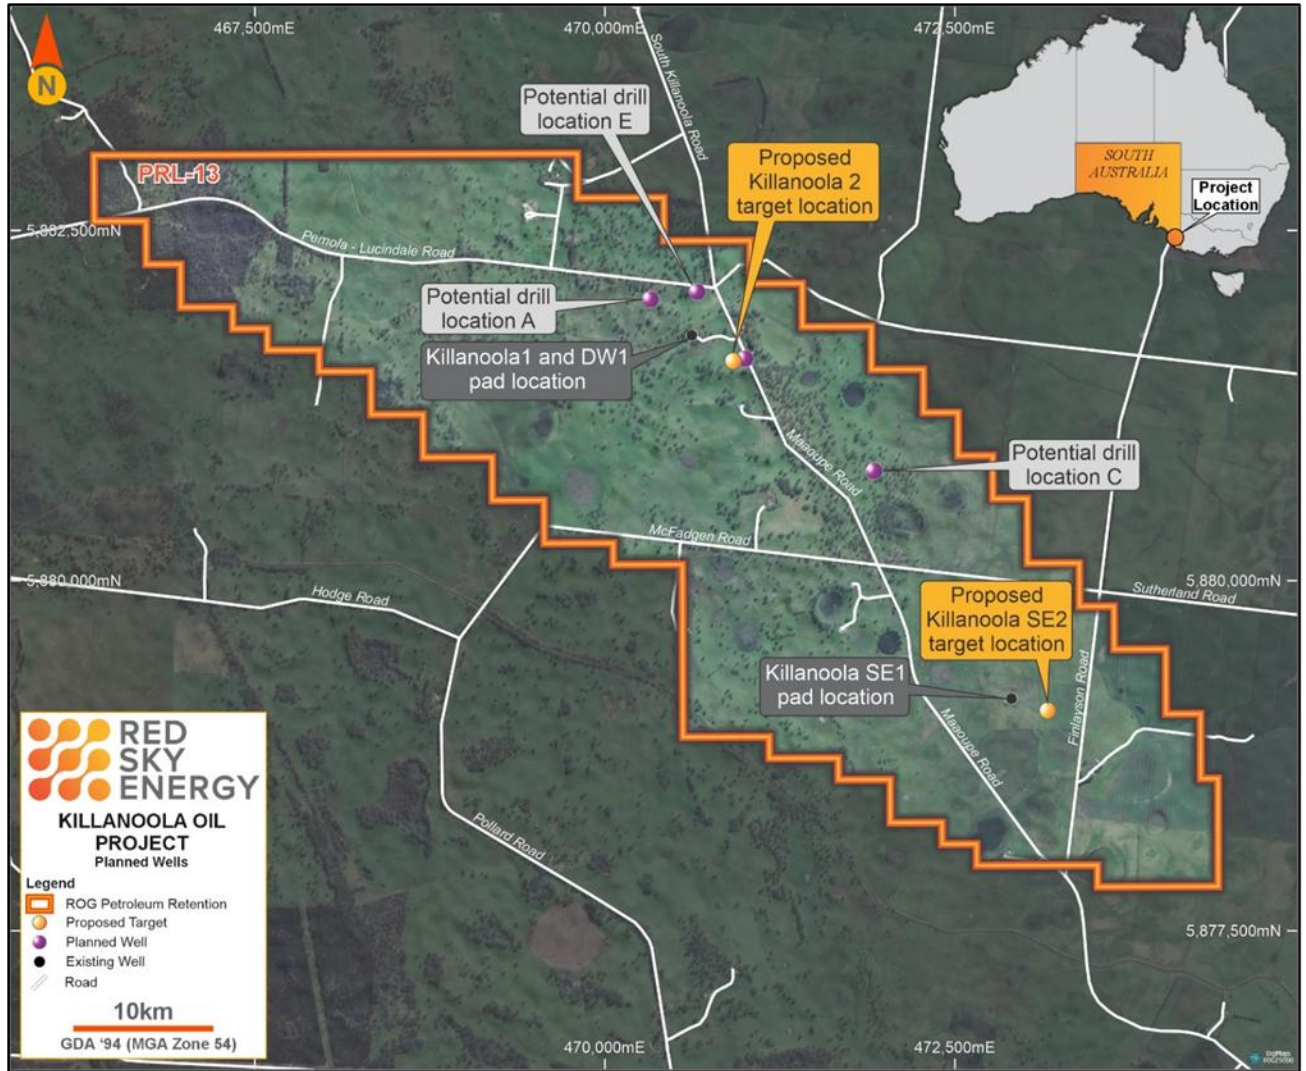 467,500mE
470,000mE
472,500mE
N
South Killanoola Road
Potential drill
location E
Proposed
Killanoola 2
target location
SOUTH
AUSTRALIA
Project
Location
PRL-13
5,882,500mN
Penola - Lucindale Road
Potential drill
location A
Killanoola1 and DW1
pad location
Maaoupe Road
Potential drill
location C
McFadgen Road
5,880,000mN
5,880,000mN
Sutherland Road
Hodge Road
Proposed
Killanoola SE2
target location
Killanoola SE1
pad location
Maaoupe Road
Finlayson Road
Pollard Road
5,877,500mN
RED
SKY
ENERGY
KILLANOOLA OIL
PROJECT
Planned Wells
Legend
ROG Petroleum Retention
Proposed Target
Planned Well
Existing Well
Road
10km
GDA '94 (MGA Zone 54)
470,000mE
472,500mE